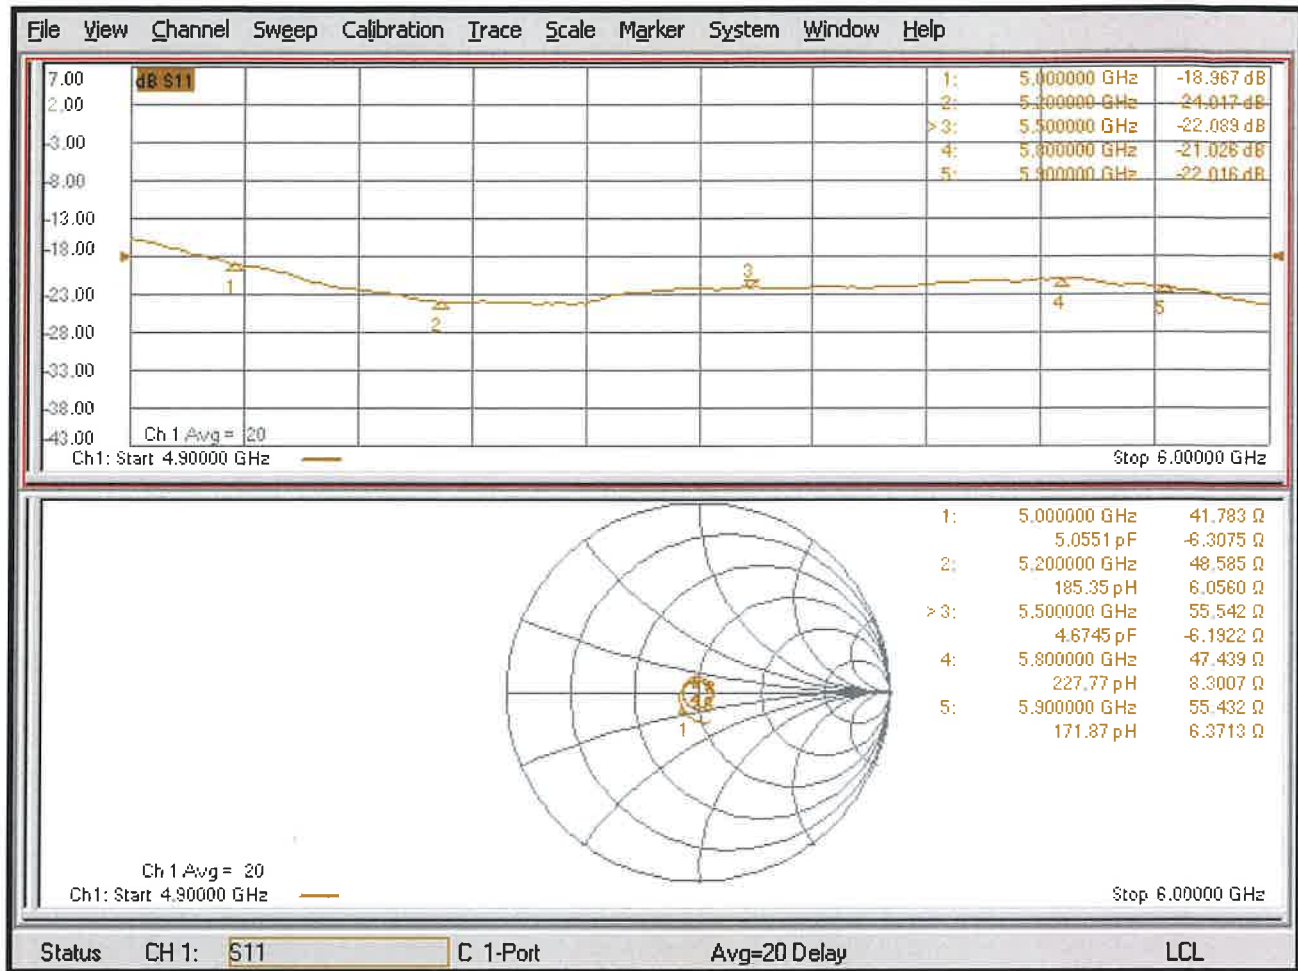 File View Channel Sweep Calibration Trace Scale Marker System Window Help
7.00
2.00
-3.00
-8.00
-13.00
-18.00
-23.00
-28.00
-33.00
-38.00
-43.00
dB S11
1: 5.000000 GHz -18.967 dB
2: 5.200000 GHz -24.017 dB
> 3: 5.500000 GHz -22.089 dB
4: 5.800000 GHz -21.026 dB
5: 5.900000 GHz -22.016 dB
1
2
3
4
5
Ch 1 Avg = 20
Ch1: Start 4.90000 GHz
Stop 6.00000 GHz
1: 5.000000 GHz 41.783 Ω
5.0551 pF -6.3075 Ω
2: 5.200000 GHz 48.585 Ω
185.35 pH 6.0560 Ω
> 3: 5.500000 GHz 55.542 Ω
4.6745 pF -6.1922 Ω
4: 5.800000 GHz 47.439 Ω
227.77 pH 8.3007 Ω
5: 5.900000 GHz 55.432 Ω
171.87 pH 6.3713 Ω
1
Ch 1 Avg = 20
Ch1: Start 4.90000 GHz
Stop 6.00000 GHz
Status CH 1: S11 C 1-Port Avg=20 Delay LCL